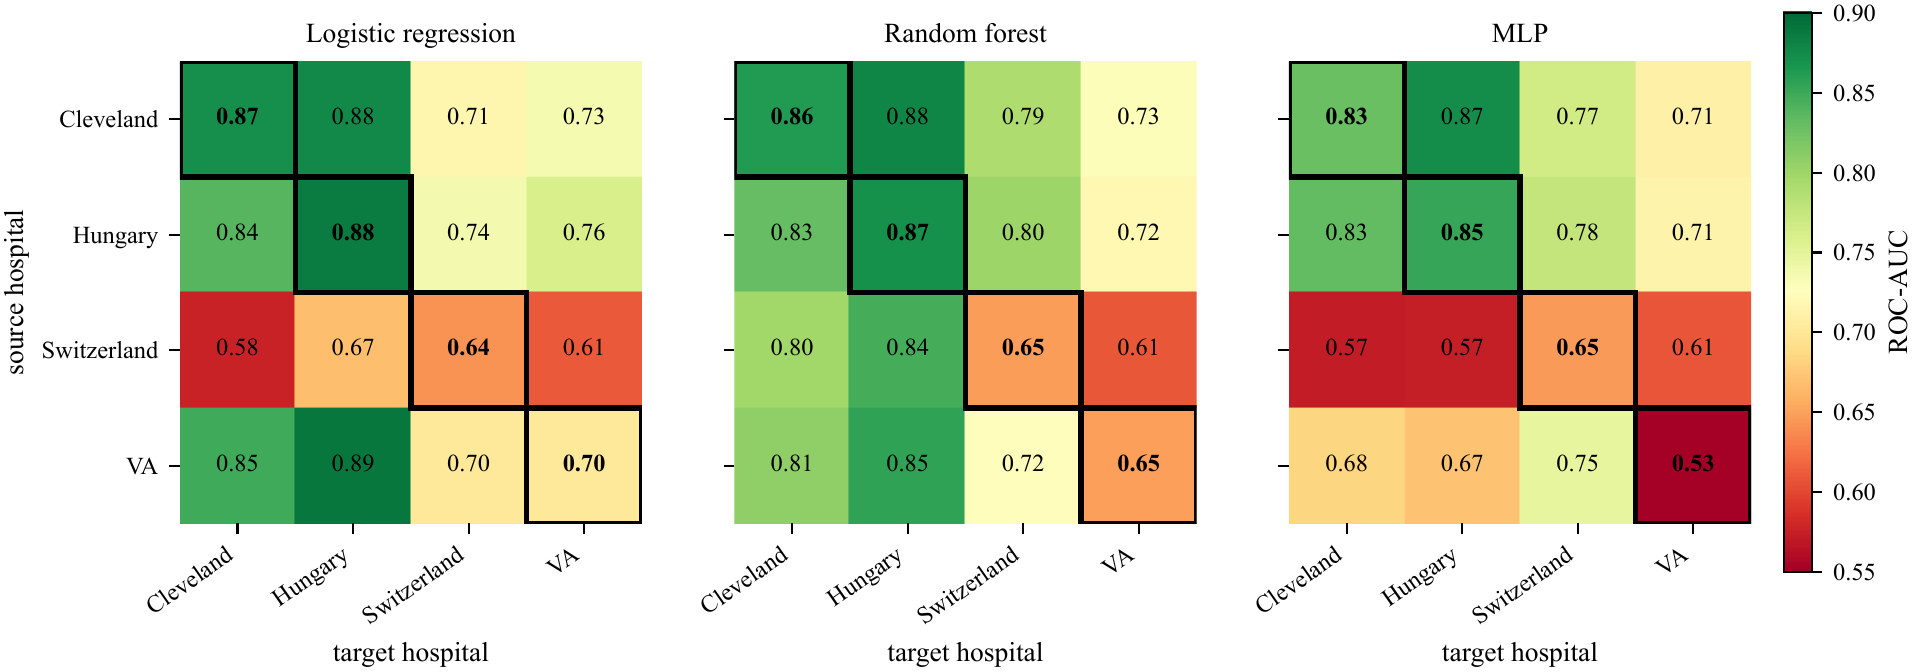 Logistic regression
Random forest
MLP
source hospital
Cleveland
Hungary
Switzerland
VA
0.87 0.88 0.71 0.73
0.84 0.88 0.74 0.76
0.58 0.67 0.64 0.61
0.85 0.89 0.70 0.70
Cleveland
Hungary
Switzerland
VA
target hospital
0.86 0.88 0.79 0.73
0.83 0.87 0.80 0.72
0.80 0.84 0.65 0.61
0.81 0.85 0.72 0.65
Cleveland
Hungary
Switzerland
VA
target hospital
0.83 0.87 0.77 0.71
0.83 0.85 0.78 0.71
0.57 0.57 0.65 0.61
0.68 0.67 0.75 0.53
Cleveland
Hungary
Switzerland
VA
target hospital
0.90
0.85
0.80
0.75
0.70
0.65
0.60
0.55
ROC-AUC